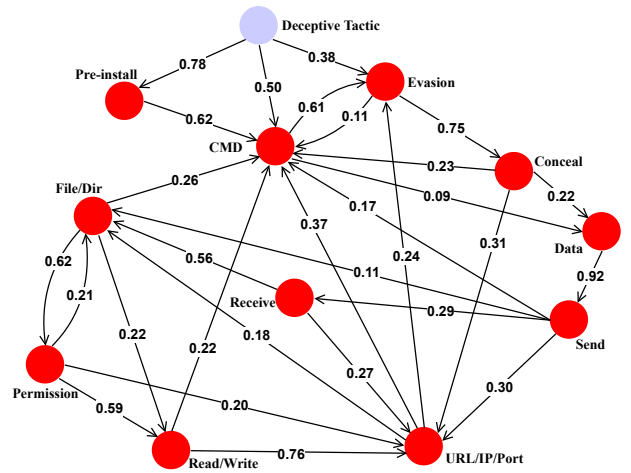 Deceptive Tactic
0.38
0.78
Pre-install
Evasion
0.50
0.61
0.11
0.62
0.75
CMD
0.23
Conceal
0.26
File/Dir
0.17
0.09
0.22
Data
0.37
0.31
0.62
0.56
0.24
0.11
0.92
0.21
Receive
0.29
Send
0.22
0.22
0.18
0.27
Permission
0.59
0.20
0.30
Read/Write
0.76
URL/IP/Port